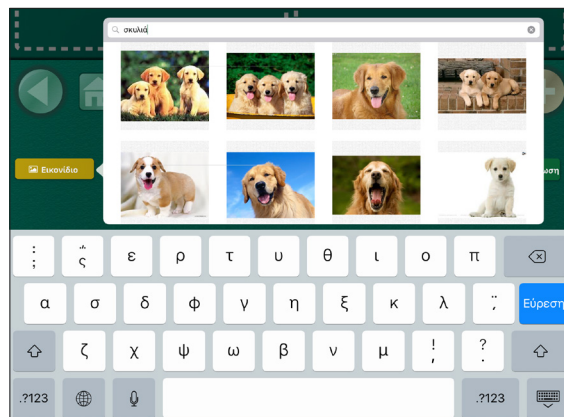 σκυλιά
Εικονίδιο
ωση
: ; ΅ ς ε ρ τ υ θ ι ο π
α σ δ φ γ η ξ κ λ ¨ ΄ Εύρεση
ζ χ ψ ω β ν μ ! , ? .
.?123 .?123